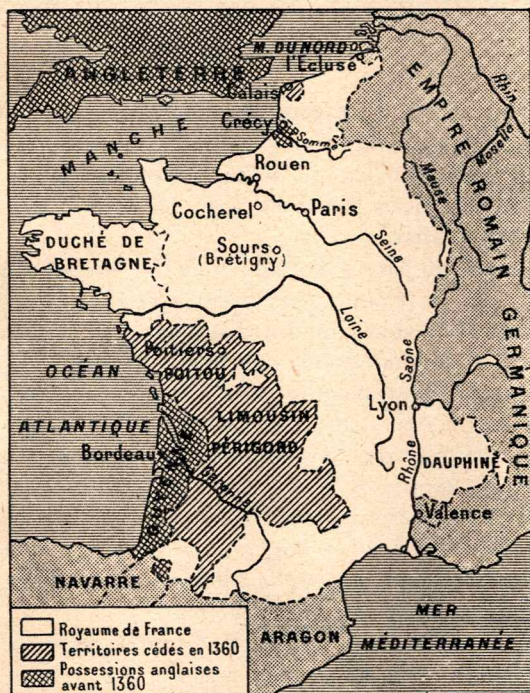 M. DU NORD
l'Ecluse
ANGLETERRE
Calais
EMPIRE ROMAIN GERMANIQUE
Rhin
Crécy
Somme
Moselle
MANCHE
Rouen
Meuse
Cocherel
Paris
DUCHÉ DE
BRETAGNE
Sours
(Brétigny)
Seine
Loire
Poitiers
POITOU
Saône
OCÉAN
ATLANTIQUE
LIMOUSIN
Lyon
Bordeaux
PÉRIGORD
DAUPHINÉ
Rhône
Valence
NAVARRE
ARAGON
MER
MÉDITERRANÉE
Royaume de France
Territoires cédés en 1360
Possessions anglaises
avant 1360